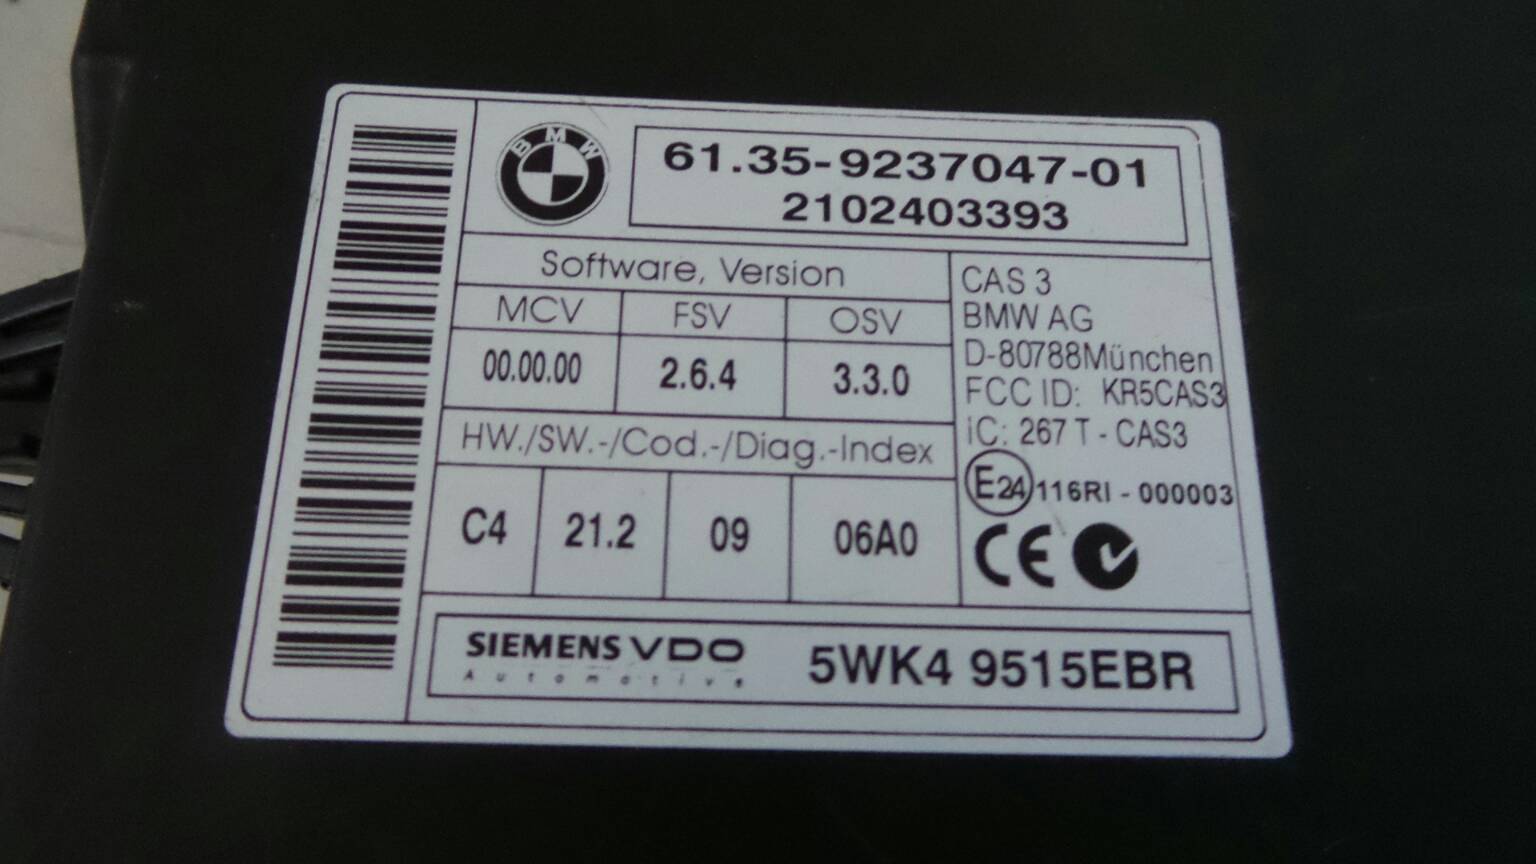 BMW
61.35-9237047-01
2102403393
Software, Version
MCV FSV OSV
00.00.00 2.6.4 3.3.0
HW./SW.-/Cod.-/Diag.-Index
C4 21.2 09 06A0
CAS 3
BMW AG
D-80788München
FCC ID: KR5CAS3
iC: 267 T - CAS3
E24 116RI - 000003
CE
SIEMENS VDO
Automotive
5WK4 9515EBR